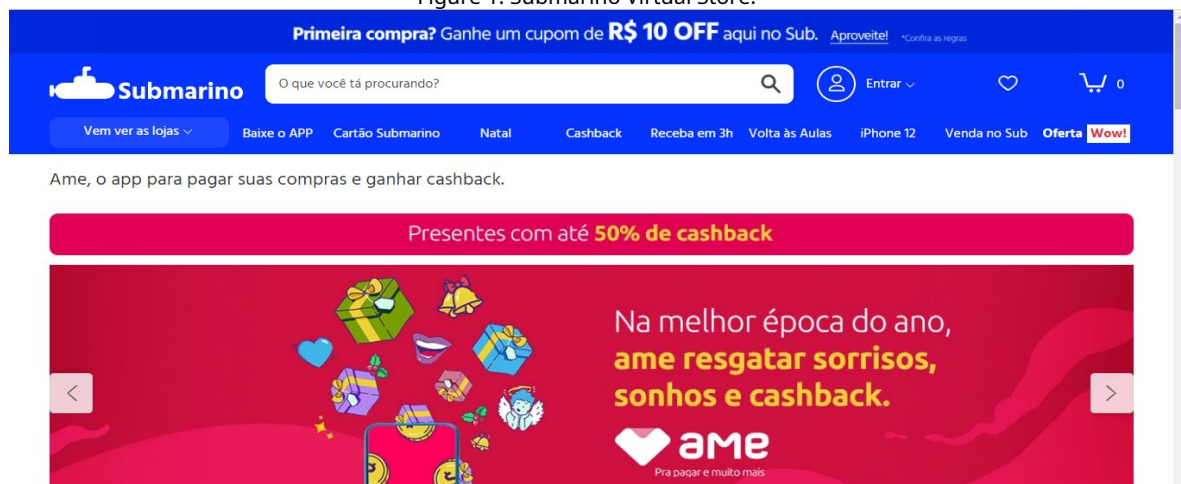 Figure 1: Submarino Virtual Store.
Primeira compra? Ganhe um cupom de R$ 10 OFF aqui no Sub. Aproveite! *Confira as regras
Submarino
O que você tá procurando?
Entrar
0
Vem ver as lojas
Baixe o APP Cartão Submarino Natal Cashback Receba em 3h Volta às Aulas iPhone 12 Venda no Sub Oferta Wow!
Ame, o app para pagar suas compras e ganhar cashback.
Presentes com até 50% de cashback
Na melhor época do ano,
ame resgatar sorrisos,
sonhos e cashback.
ame
Pra pagar e muito mais